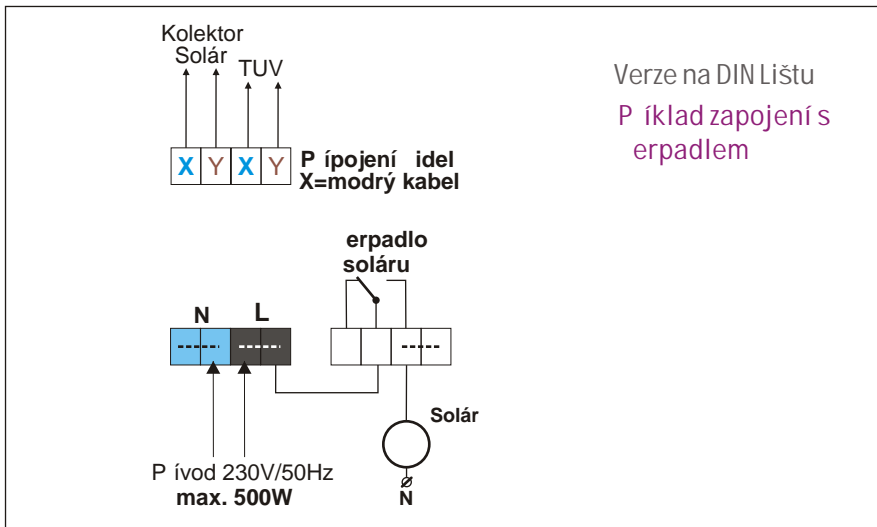 Kolektor
Solár
TUV
Verze na DIN Lištu
P íklad zapojení s
erpadlem
X Y X Y
P ípojení idel
X=modrý kabel
erpadlo
soláru
N L
Solár
P ívod 230V/50Hz
max. 500W
N